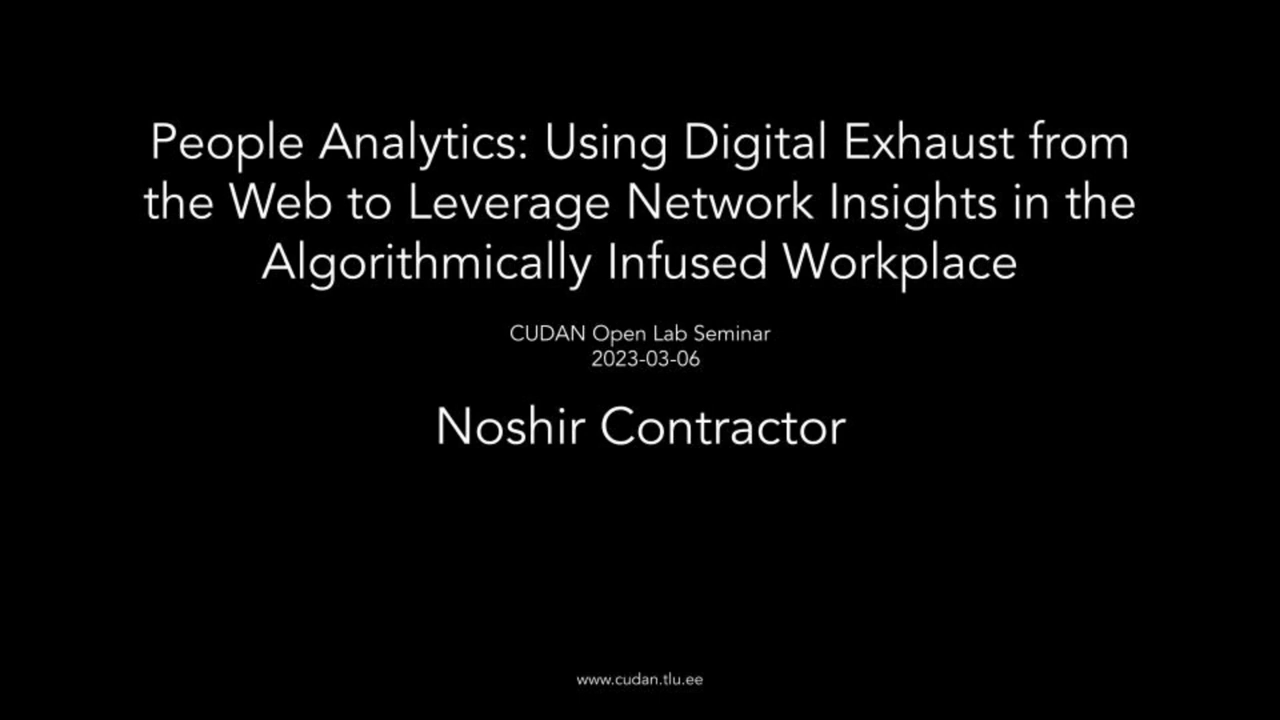 People Analytics: Using Digital Exhaust from
the Web to Leverage Network Insights in the
Algorithmically Infused Workplace
CUDAN Open Lab Seminar
2023-03-06
Noshir Contractor
www.cudan.tlu.ee